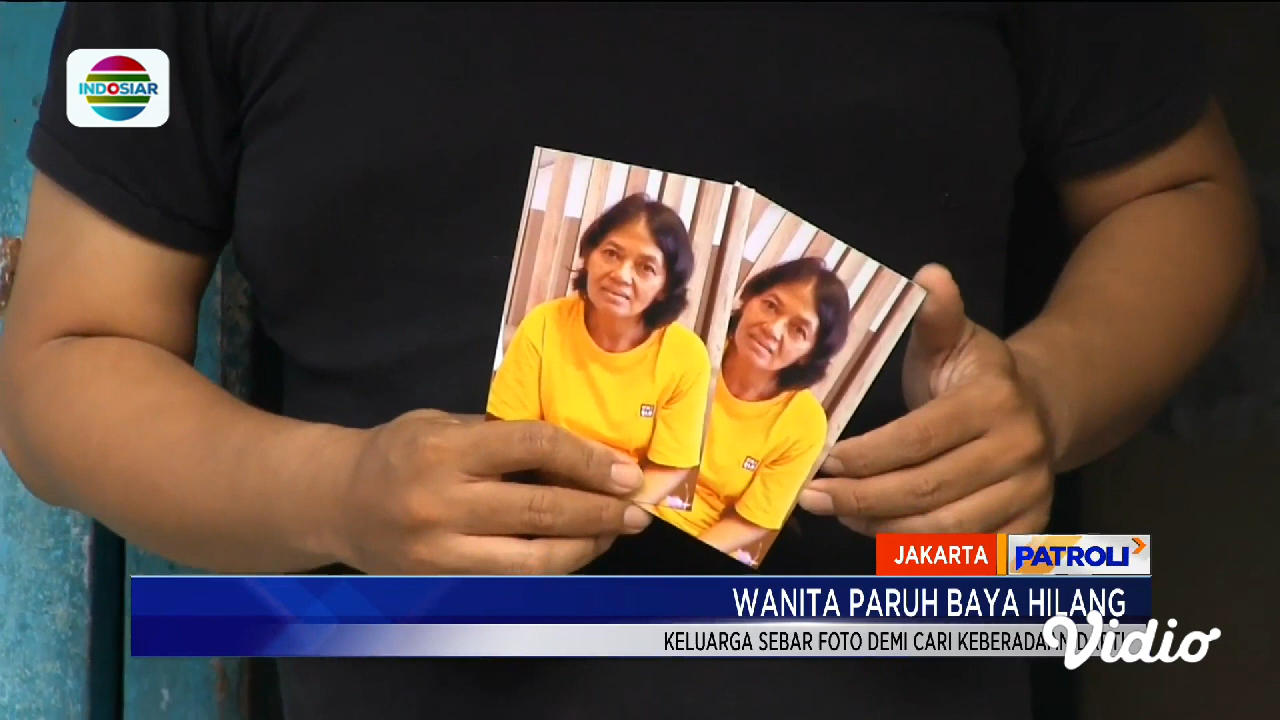 INDOSIAR
JAKARTA
PATROLI
WANITA PARUH BAYA HILANG
KELUARGA SEBAR FOTO DEMI CARI
Vidio